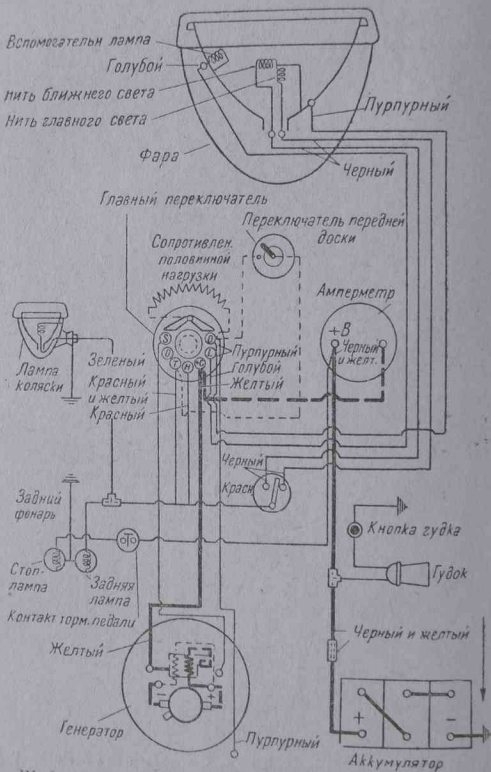 Вспомогательн лампа
Голубой
Нить ближнего света
Нить главного света
Фара
Пурпурный
Черный
Главный переключатель
Переключатель передней
доски
Сопротивлен.
половинной
нагрузки
Амперметр
+В
Черный
и желт.
Лампа
коляски
Зеленый
Красный
и желтый
Красный
Пурпурный
Голубой
Желтый
Черный
Красн
Задний
фонарь
Стоп-
лампа
Задняя
лампа
Контакт торм. педали
Кнопка гудка
Гудок
Желтый
Черный и желтый
Генератор
Пурпурный
+
-
Аккумулятор